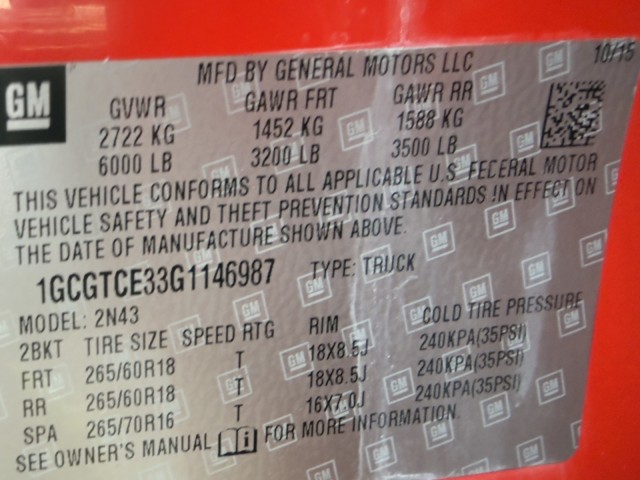 MFD BY GENERAL MOTORS LLC 10/15
GM
GVWR GAWR FRT GAWR RR
2722 KG 1452 KG 1588 KG
6000 LB 3200 LB 3500 LB
THIS VEHICLE CONFORMS TO ALL APPLICABLE U.S. FEDERAL MOTOR
VEHICLE SAFETY AND THEFT PREVENTION STANDARDS IN EFFECT ON
THE DATE OF MANUFACTURE SHOWN ABOVE.
1GCGTCE33G1146987 TYPE: TRUCK
MODEL: 2N43
2BKT TIRE SIZE SPEED RTG RIM COLD TIRE PRESSURE
FRT 265/60R18 T 18X8.5J 240KPA(35PSI)
RR 265/60R18 T 18X8.5J 240KPA(35PSI)
SPA 265/70R16 T 16X7.0J 240KPA(35PSI)
SEE OWNER'S MANUAL i FOR MORE INFORMATION.